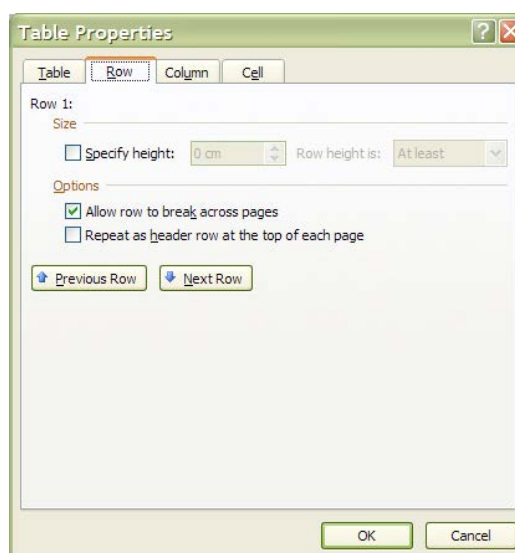 Table Properties
Table Row Column Cell
Row 1:
Size
Specify height: 0 cm Row height is: At least
Options
Allow row to break across pages
Repeat as header row at the top of each page
Previous Row Next Row
OK Cancel